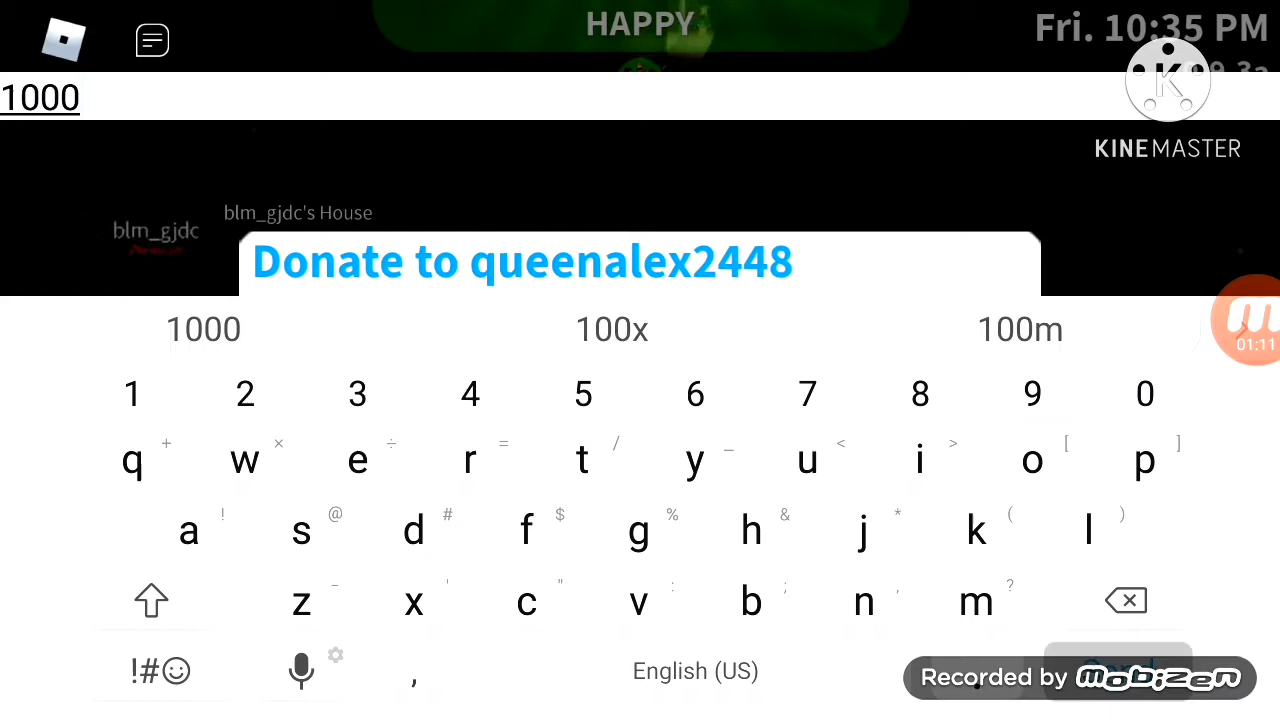 HAPPY
Fri. 10:35 PM
1000
K
KINEMASTER
blm_gjdc's House
blm_gjdc
Donate to queenalex2448
1000 100x 100m
01:11
1 2 3 4 5 6 7 8 9 0
+ × ÷ = / _ < > [ ]
q w e r t y u i o p
! @ # $ % & * ( )
a s d f g h j k l
- ' " : ; , ?
z x c v b n m
!#☺ , English (US) .
Recorded by mobizen